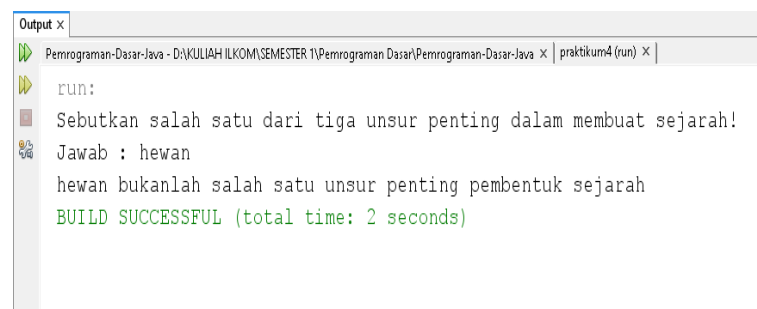 Output ×
Pemrograman-Dasar-Java - D:\KULIAH ILKOM\SEMESTER 1\Pemrograman Dasar\Pemrograman-Dasar-Java × praktikum4 (run) ×
run:
Sebutkan salah satu dari tiga unsur penting dalam membuat sejarah!
Jawab : hewan
hewan bukanlah salah satu unsur penting pembentuk sejarah
BUILD SUCCESSFUL (total time: 2 seconds)